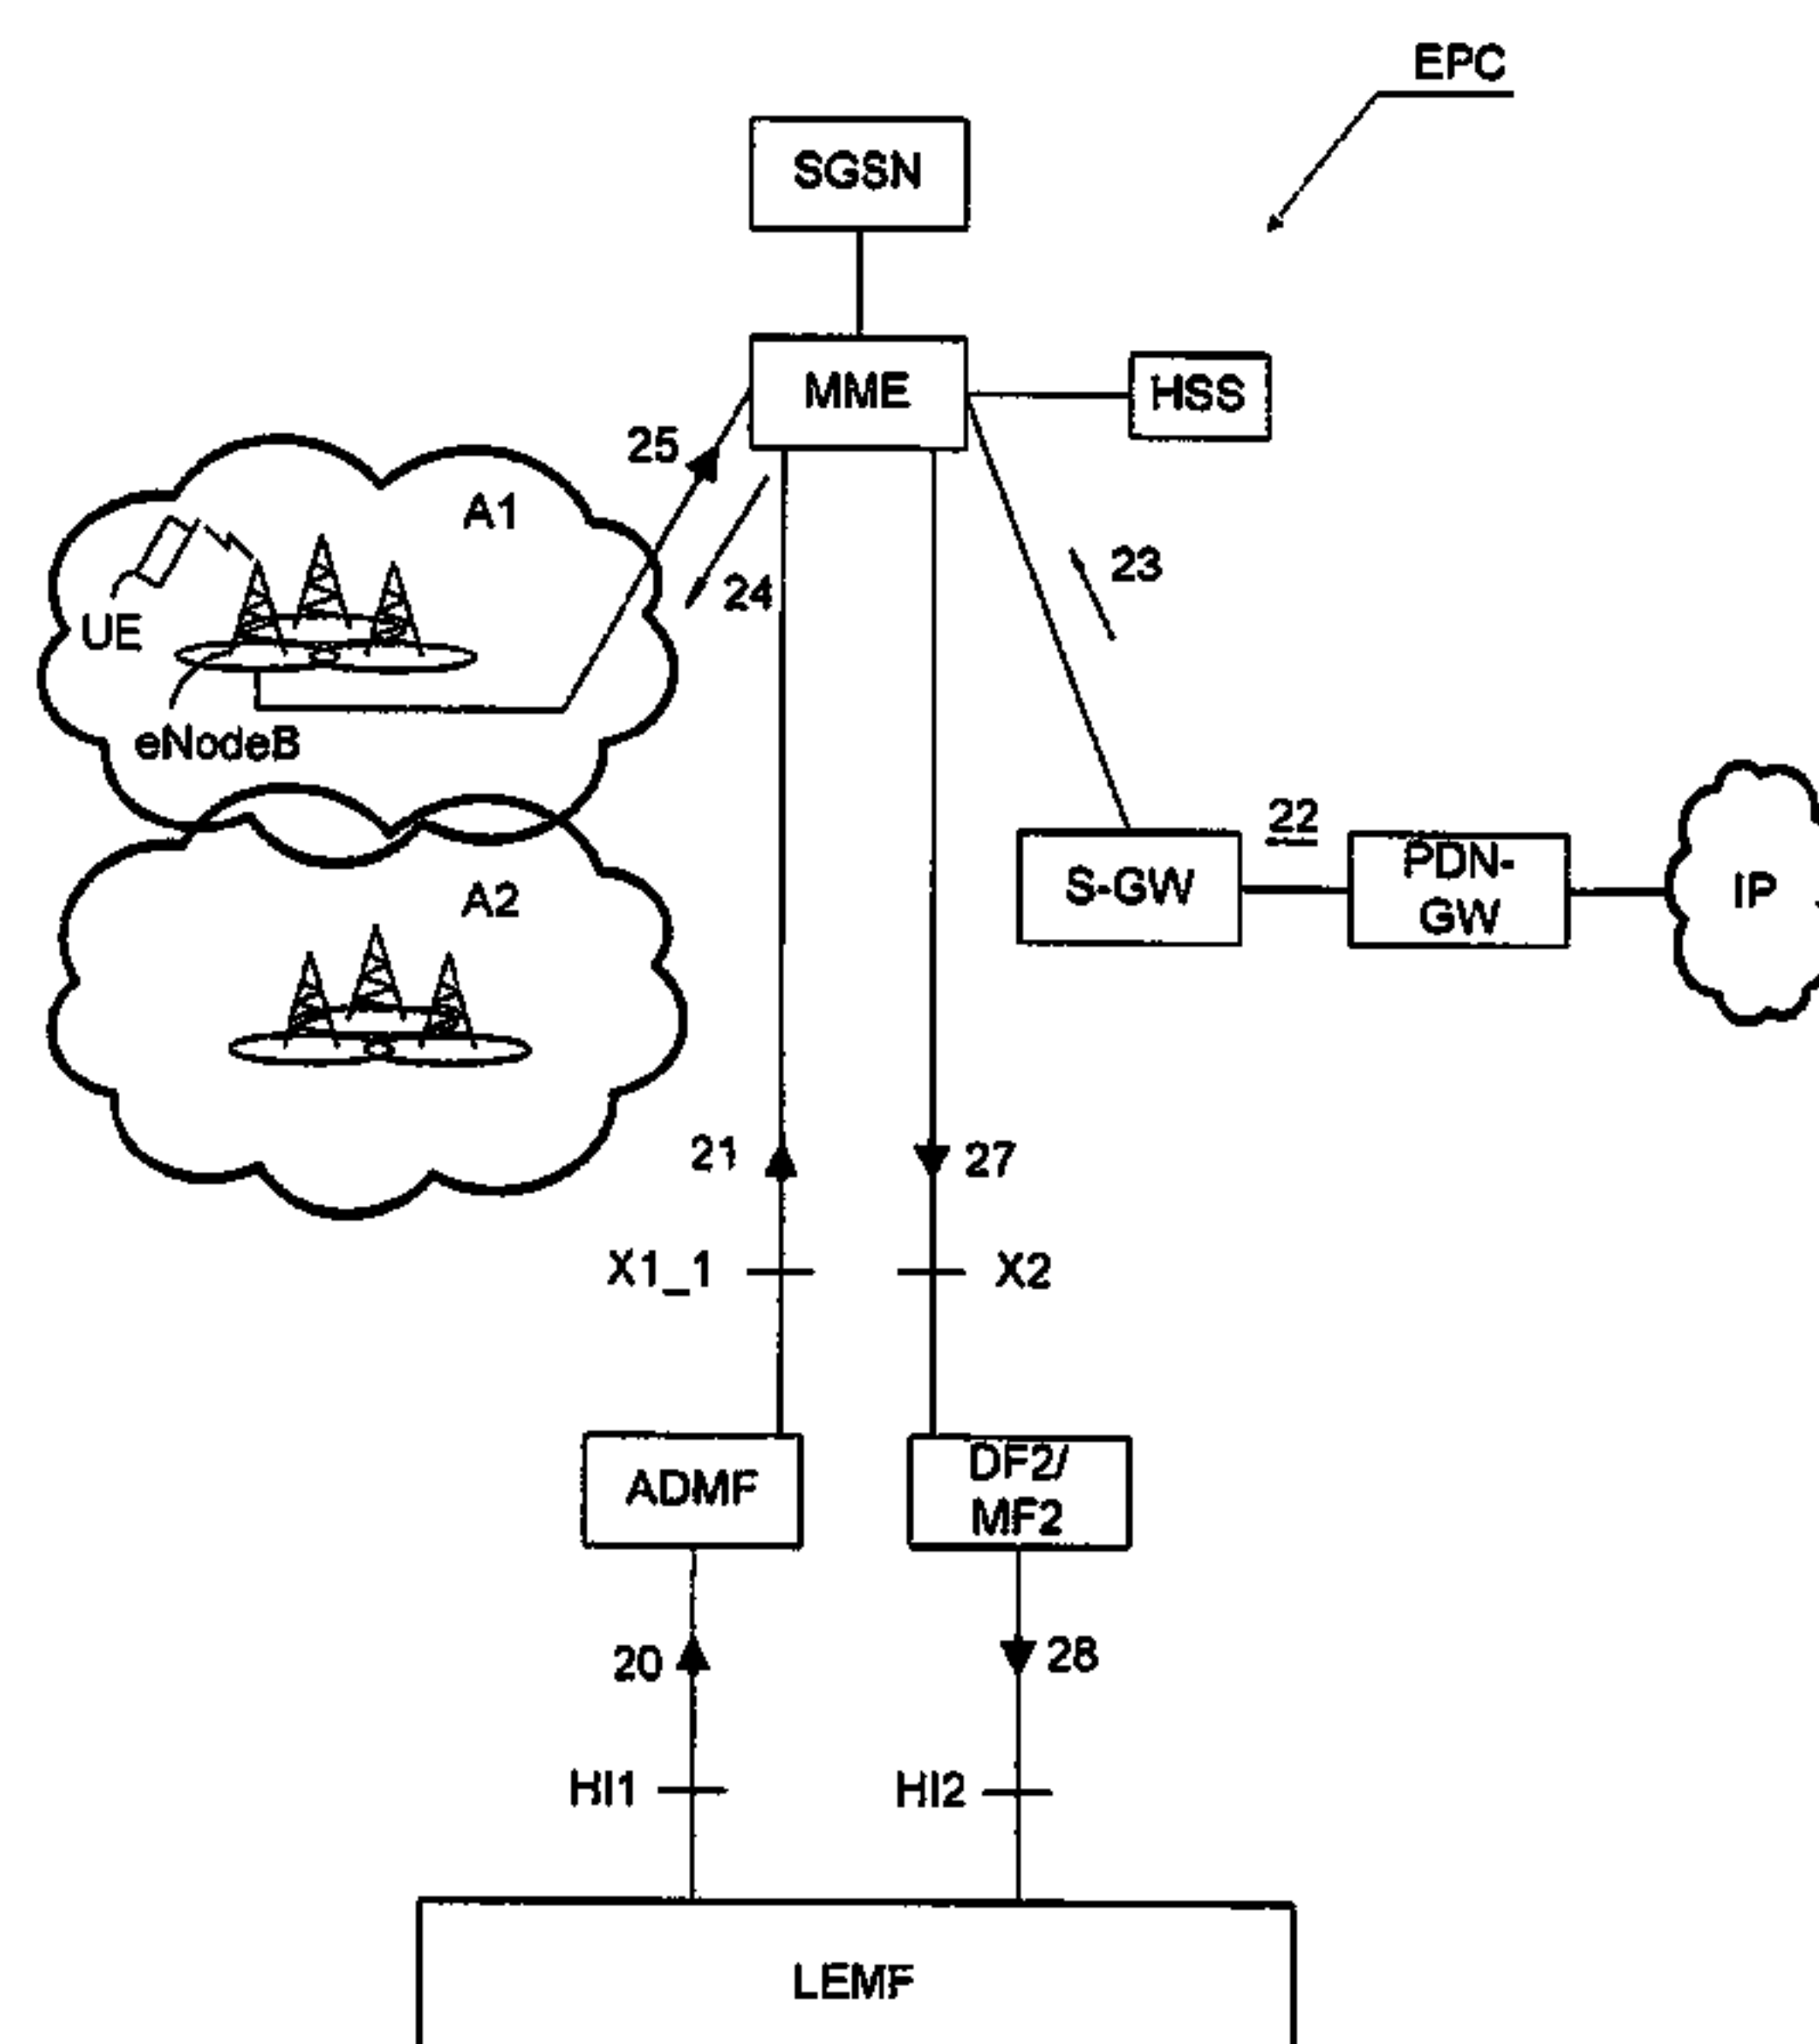 EPC
SGSN
MME
HSS
25
A1
24
23
UE
eNodeB
22
S-GW
PDN-
GW
IP
A2
21
27
X1_1
X2
ADMF
DF2/
MF2
20
28
HI1
HI2
LEMF